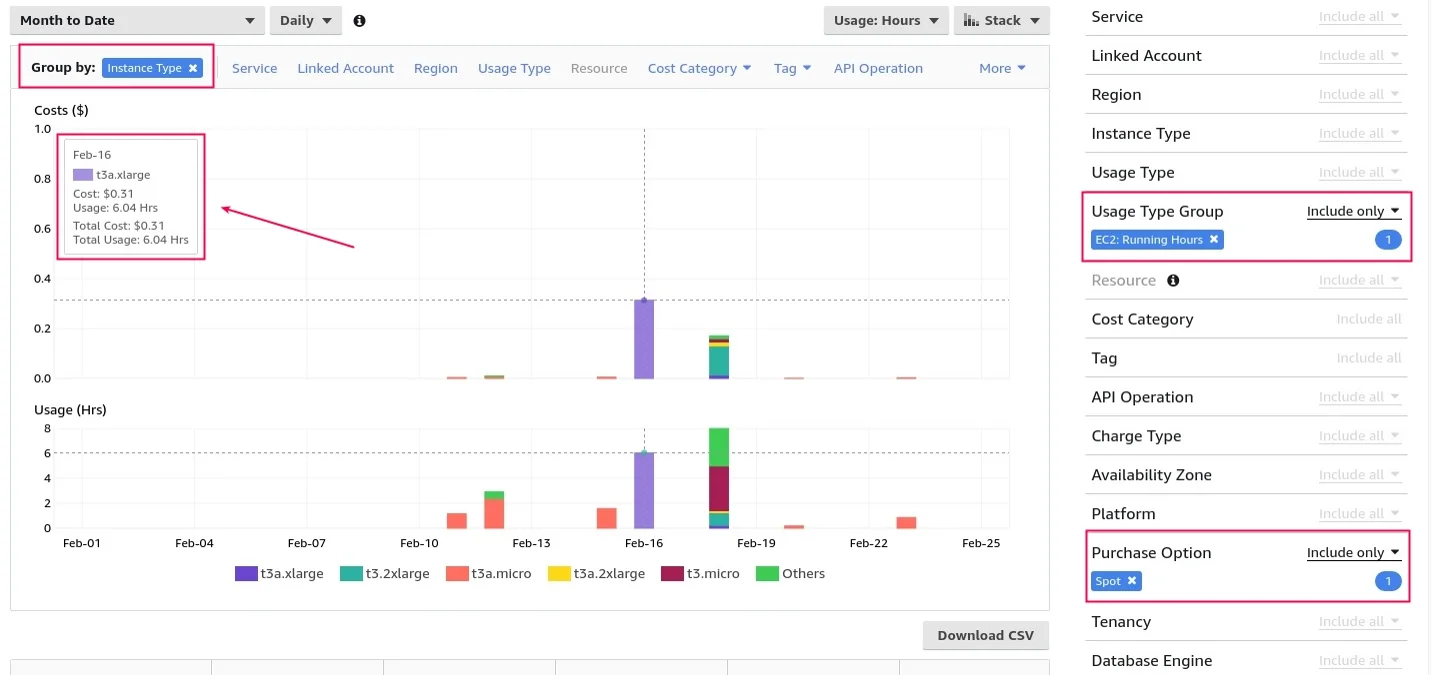 Month to Date
Daily
Usage: Hours
Stack
Group by: Instance Type Service Linked Account Region Usage Type Resource Cost Category Tag API Operation More
Costs ($)
1.0
0.8
0.6
0.4
0.2
0.0
Feb-16
t3a.xlarge
Cost: $0.31
Usage: 6.04 Hrs
Total Cost: $0.31
Total Usage: 6.04 Hrs
Usage (Hrs)
8
6
4
2
0
Feb-01 Feb-04 Feb-07 Feb-10 Feb-13 Feb-16 Feb-19 Feb-22 Feb-25
t3a.xlarge t3.2xlarge t3a.micro t3a.2xlarge t3.micro Others
Download CSV
Service Include all
Linked Account Include all
Region Include all
Instance Type Include all
Usage Type Include all
Usage Type Group Include only
EC2: Running Hours 1
Resource Include all
Cost Category Include all
Tag Include all
API Operation Include all
Charge Type Include all
Availability Zone Include all
Platform Include all
Purchase Option Include only
Spot 1
Tenancy Include all
Database Engine Include all